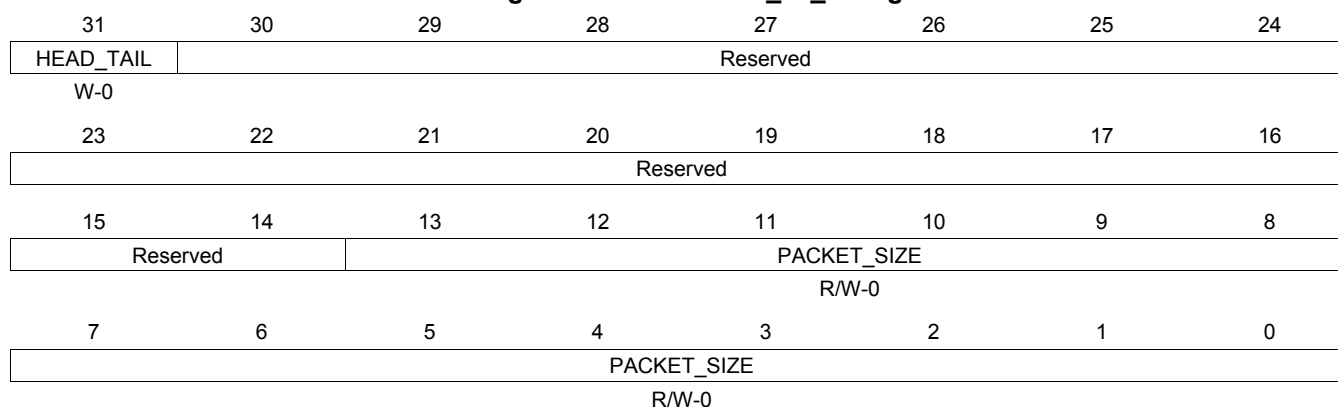 31 30 29 28 27 26 25 24
HEAD_TAIL Reserved
W-0
23 22 21 20 19 18 17 16
Reserved
15 14 13 12 11 10 9 8
Reserved PACKET_SIZE
R/W-0
7 6 5 4 3 2 1 0
PACKET_SIZE
R/W-0